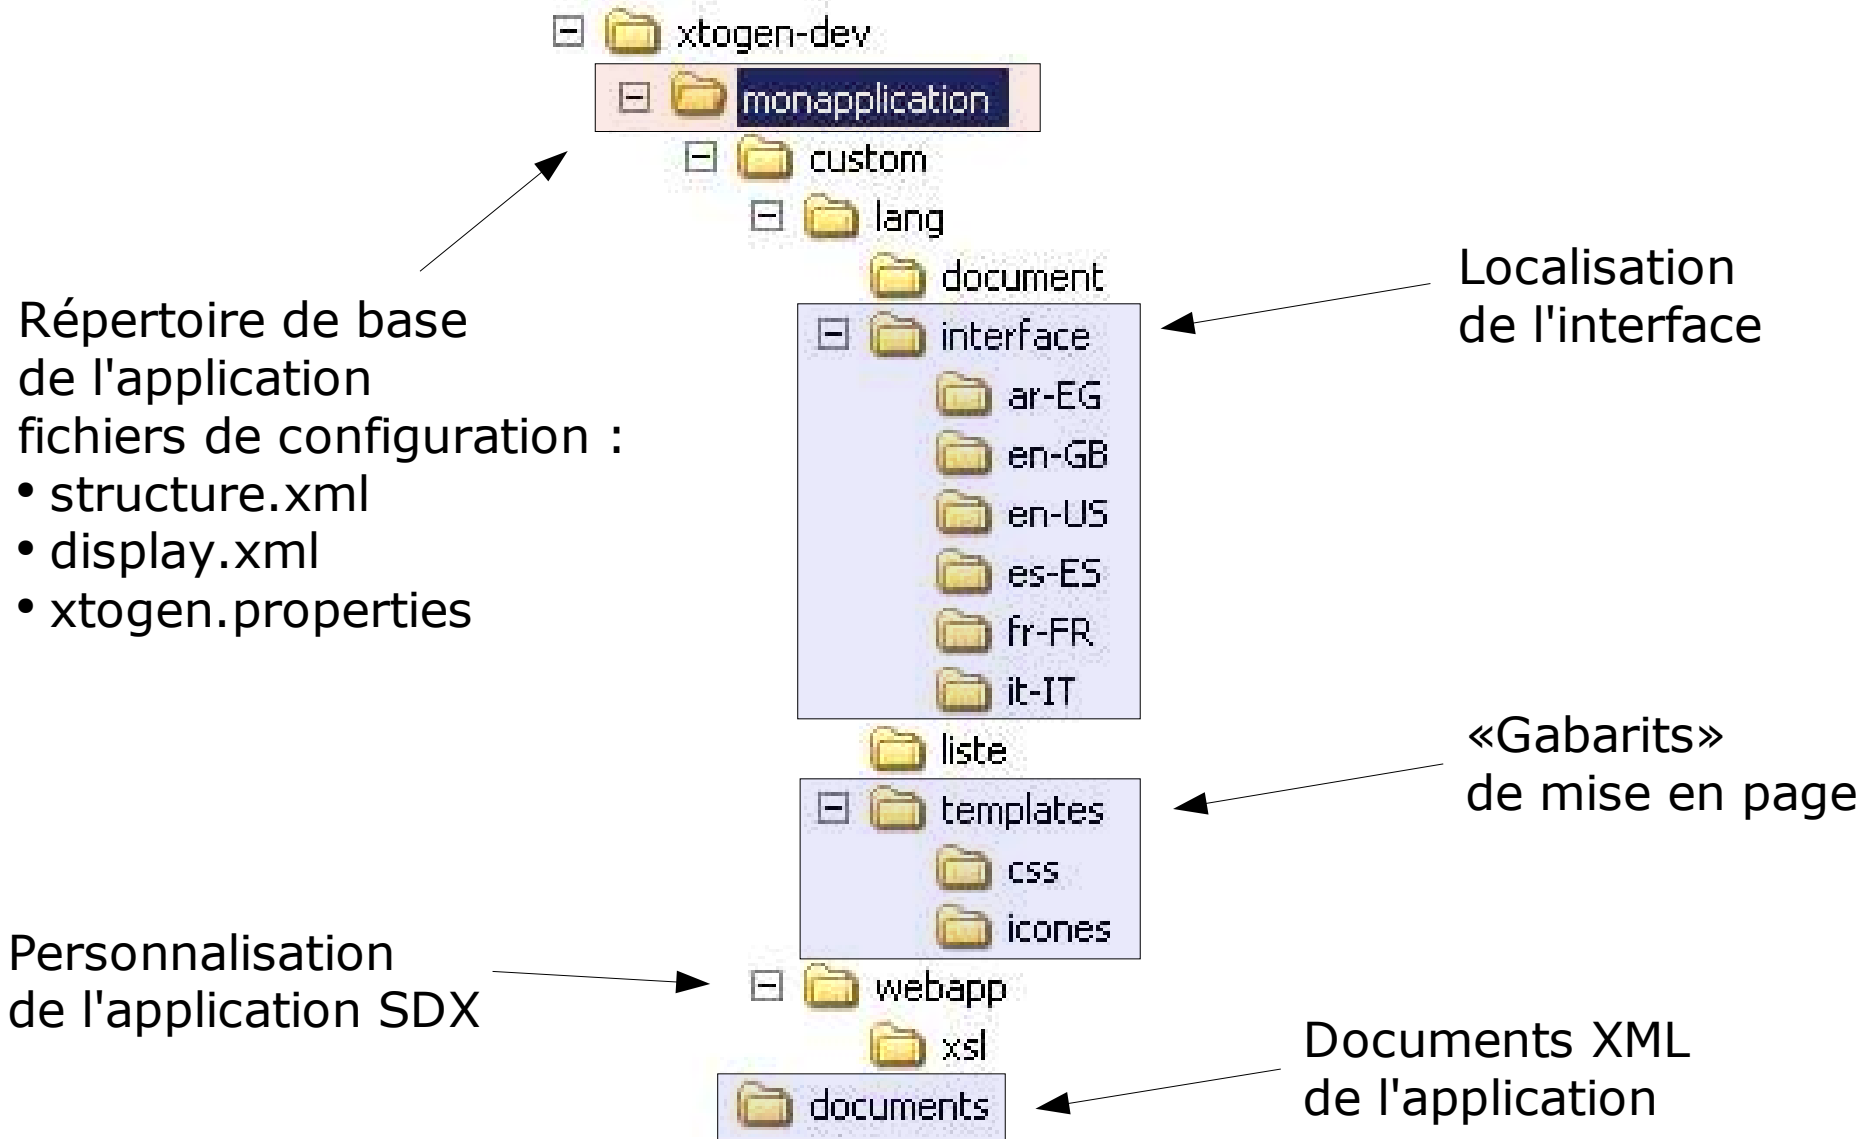 xtogen-dev
monapplication
custom
lang
document
interface
ar-EG
en-GB
en-US
es-ES
fr-FR
it-IT
liste
templates
css
icones
webapp
xsl
documents
Répertoire de base
de l'application
fichiers de configuration :
• structure.xml
• display.xml
• xtogen.properties
Localisation
de l'interface
«Gabarits»
de mise en page
Personnalisation
de l'application SDX
Documents XML
de l'application